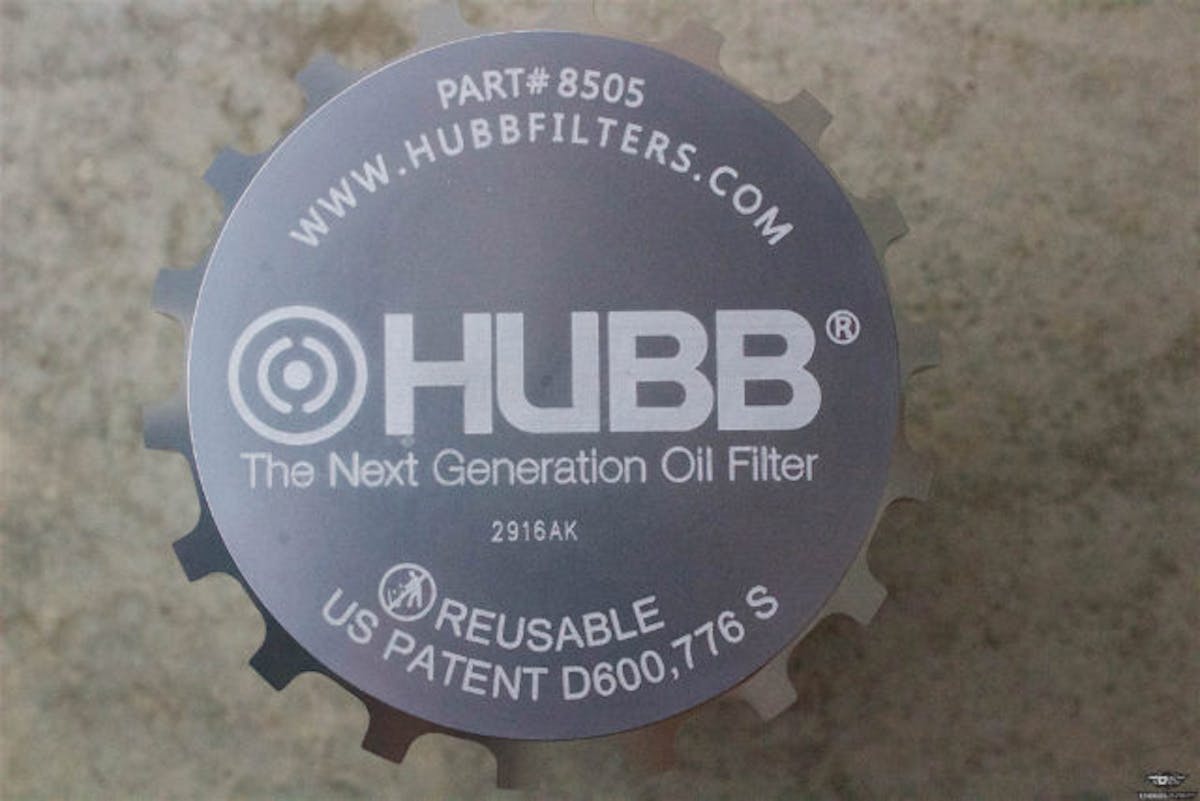 PART# 8505
WWW.HUBBFILTERS.COM
HUBB®
The Next Generation Oil Filter
2916AK
REUSABLE
US PATENT D600,776 S